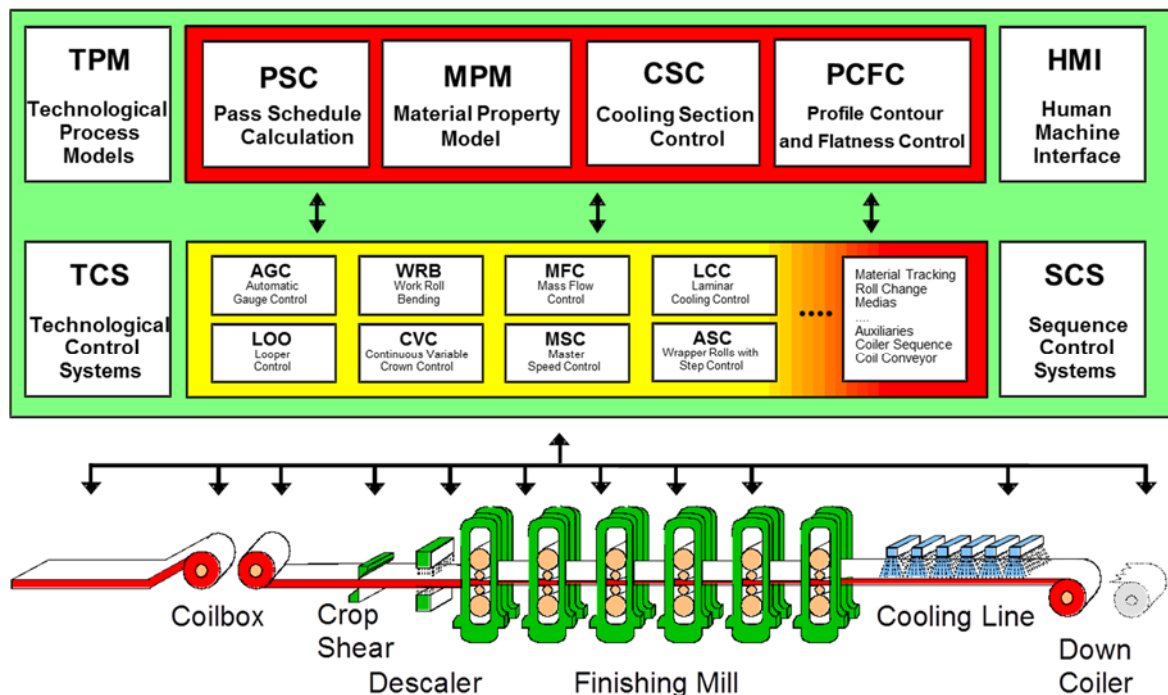 TPM
Technological
Process
Models
PSC
Pass Schedule
Calculation
MPM
Material Property
Model
CSC
Cooling Section
Control
PCFC
Profile Contour
and Flatness Control
HMI
Human
Machine
Interface
TCS
Technological
Control
Systems
AGC
Automatic
Gauge Control
WRB
Work Roll
Bending
MFC
Mass Flow
Control
LCC
Laminar
Cooling Control
LOO
Looper
Control
CVC
Continuous Variable
Crown Control
MSC
Master
Speed Control
ASC
Wrapper Rolls with
Step Control
....
Material Tracking
Roll Change
Medias
....
Auxiliaries
Coiler Sequence
Coil Conveyor
SCS
Sequence
Control
Systems
Coilbox
Crop
Shear
Descaler
Finishing Mill
Cooling Line
Down
Coiler